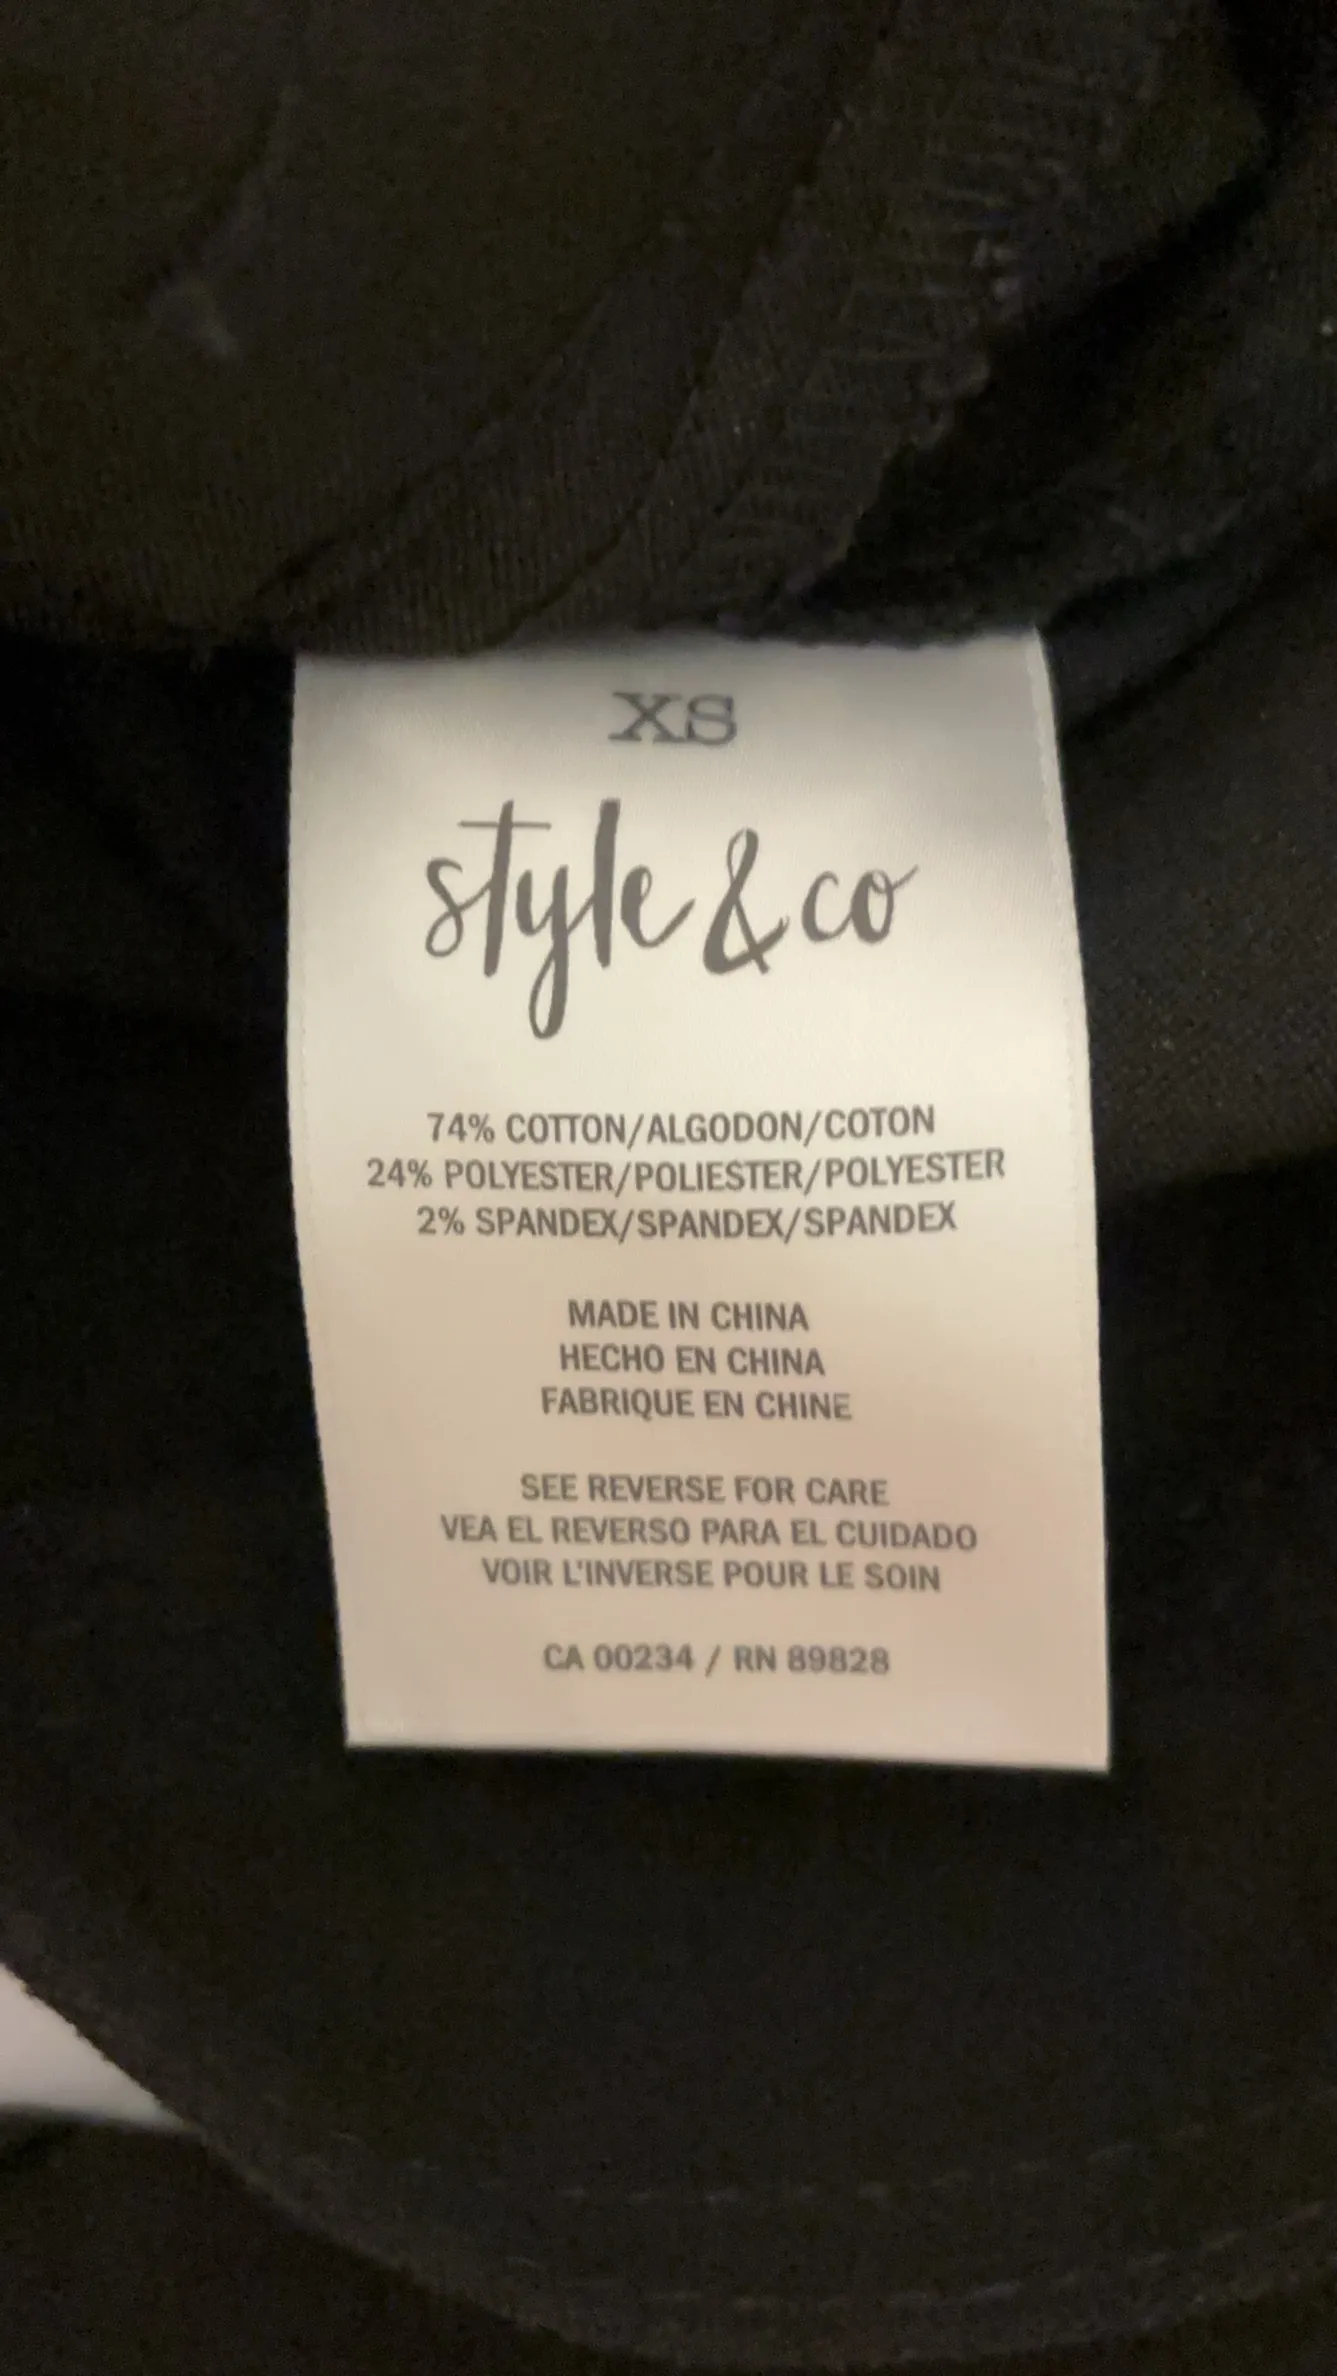 XS
style & co
74% COTTON/ALGODON/COTON
24% POLYESTER/POLIESTER/POLYESTER
2% SPANDEX/SPANDEX/SPANDEX
MADE IN CHINA
HECHO EN CHINA
FABRIQUE EN CHINE
SEE REVERSE FOR CARE
VEA EL REVERSO PARA EL CUIDADO
VOIR L'INVERSE POUR LE SOIN
CA 00234 / RN 89828